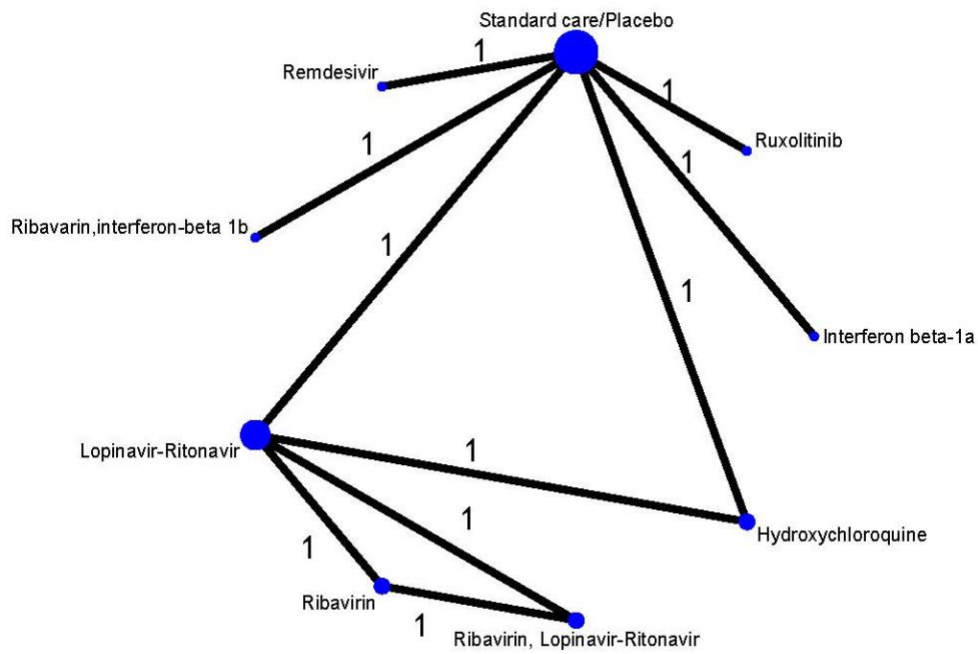 Standard care/Placebo
1
Remdesivir
1
Ruxolitinib
1
1
Ribavarin,interferon-beta 1b
1
1
Interferon beta-1a
Lopinavir-Ritonavir
1
1
Hydroxychloroquine
1
Ribavirin
1
Ribavirin, Lopinavir-Ritonavir